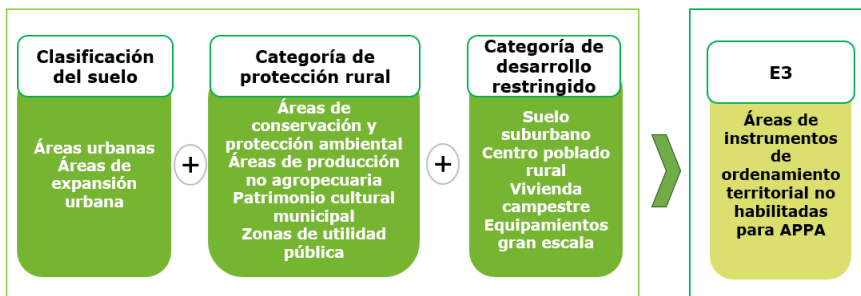 Clasificación
del suelo
Áreas urbanas
Áreas de
expansión
urbana
+
Categoría de
protección rural
Áreas de
conservación y
protección ambiental
Áreas de producción
no agropecuaria
Patrimonio cultural
municipal
Zonas de utilidad
pública
+
Categoría de
desarrollo
restringido
Suelo
suburbano
Centro poblado
rural
Vivienda
campestre
Equipamientos
gran escala
E3
Áreas de
instrumentos
de
ordenamiento
territorial no
habilitadas
para APPA